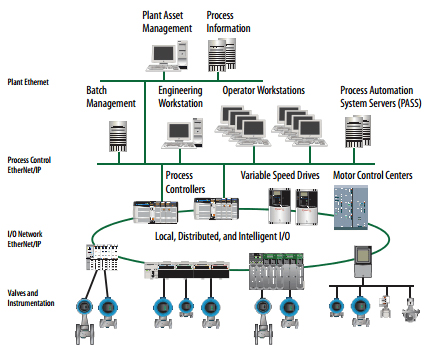 Plant Asset
Management
Process
Information
Plant Ethernet
Batch
Management
Engineering
Workstation
Operator Workstations
Process Automation
System Servers (PASS)
Process Control
EtherNet/IP
Process
Controllers
Variable Speed Drives
Motor Control Centers
I/O Network
EtherNet/IP
Local, Distributed, and Intelligent I/O
Valves and
Instrumentation